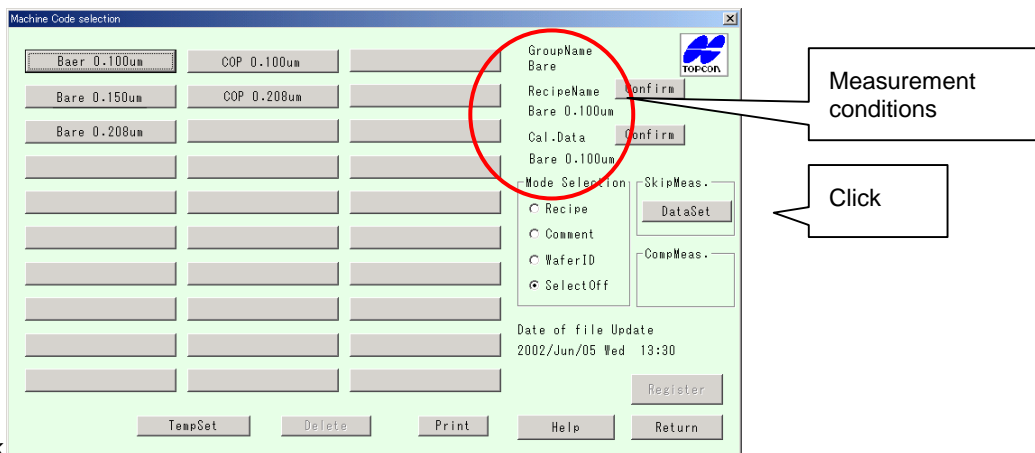 Machine Code selection
Baer 0.100um
COP 0.100um
Bare 0.150um
COP 0.208um
Bare 0.208um
GroupName
Bare
TOPCON
RecipeName
Confirm
Bare 0.100um
Cal.Data
Confirm
Bare 0.100um
Mode Selection
Recipe
Comment
WaferID
SelectOff
SkipMeas.
DataSet
CompMeas.
Date of file Update
2002/Jun/05 Wed 13:30
Register
TempSet
Delete
Print
Help
Return
Measurement
conditions
Click